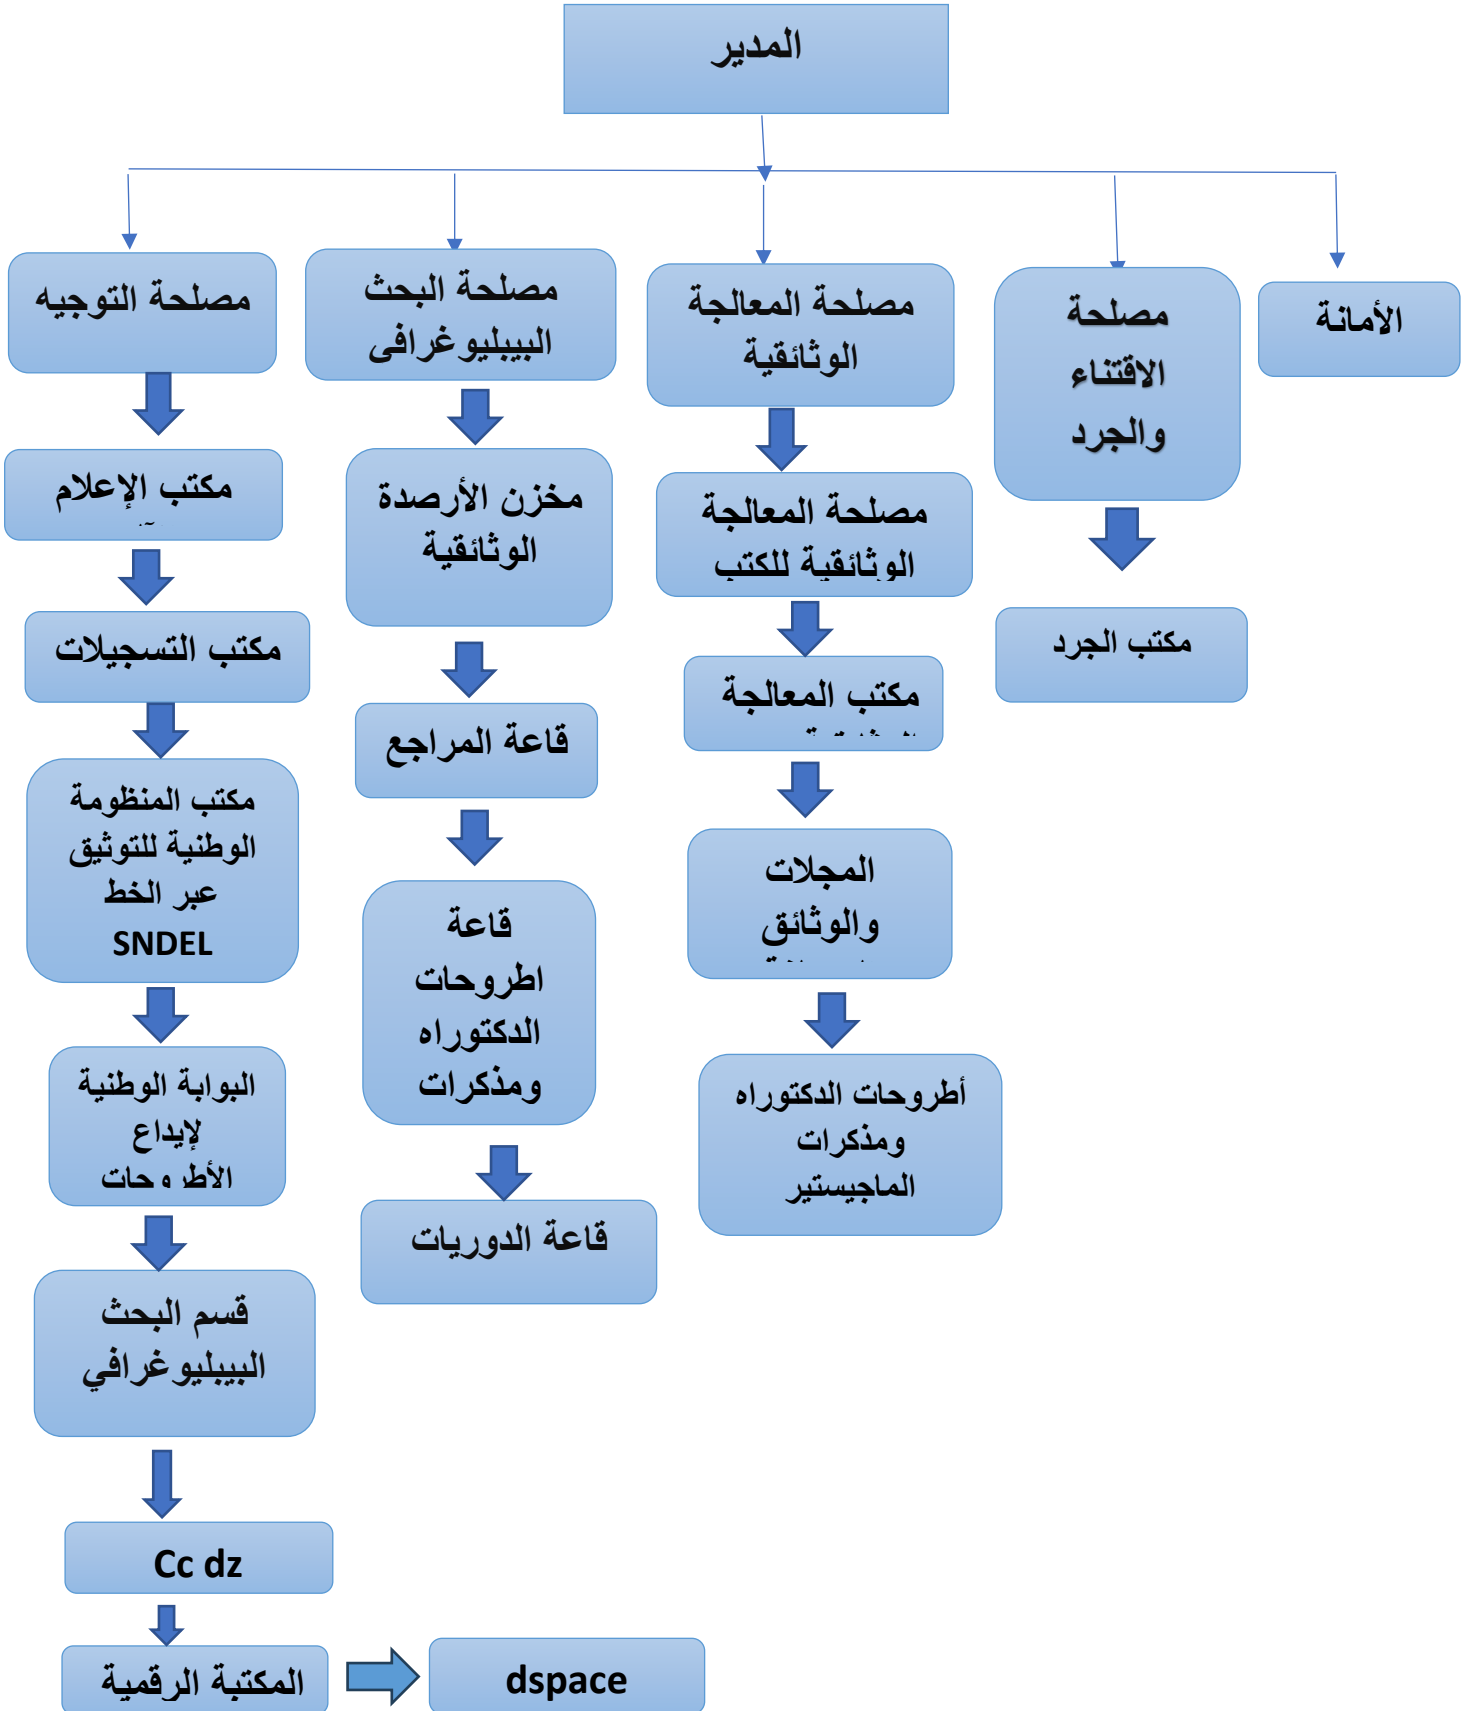 المدير
الأمانة
مصلحة
الاقتناء
والجرد
مكتب الجرد
مصلحة المعالجة
الوثائقية
مصلحة المعالجة
الوثائقية للكتب
مكتب المعالجة
المجلات
والوثائق
أطروحات الدكتوراه
ومذكرات
الماجيستير
مصلحة البحث
البيبليوغرافى
مخزن الأرصدة
الوثائقية
قاعة المراجع
قاعة
اطروحات
الدكتوراه
ومذكرات
قاعة الدوريات
مصلحة التوجيه
مكتب الإعلام
مكتب التسجيلات
مكتب المنظومة
الوطنية للتوثيق
عبر الخط
SNDEL
البوابة الوطنية
لإيداع
الأطروحات
قسم البحث
البيبليوغرافي
Cc dz
المكتبة الرقمية
dspace